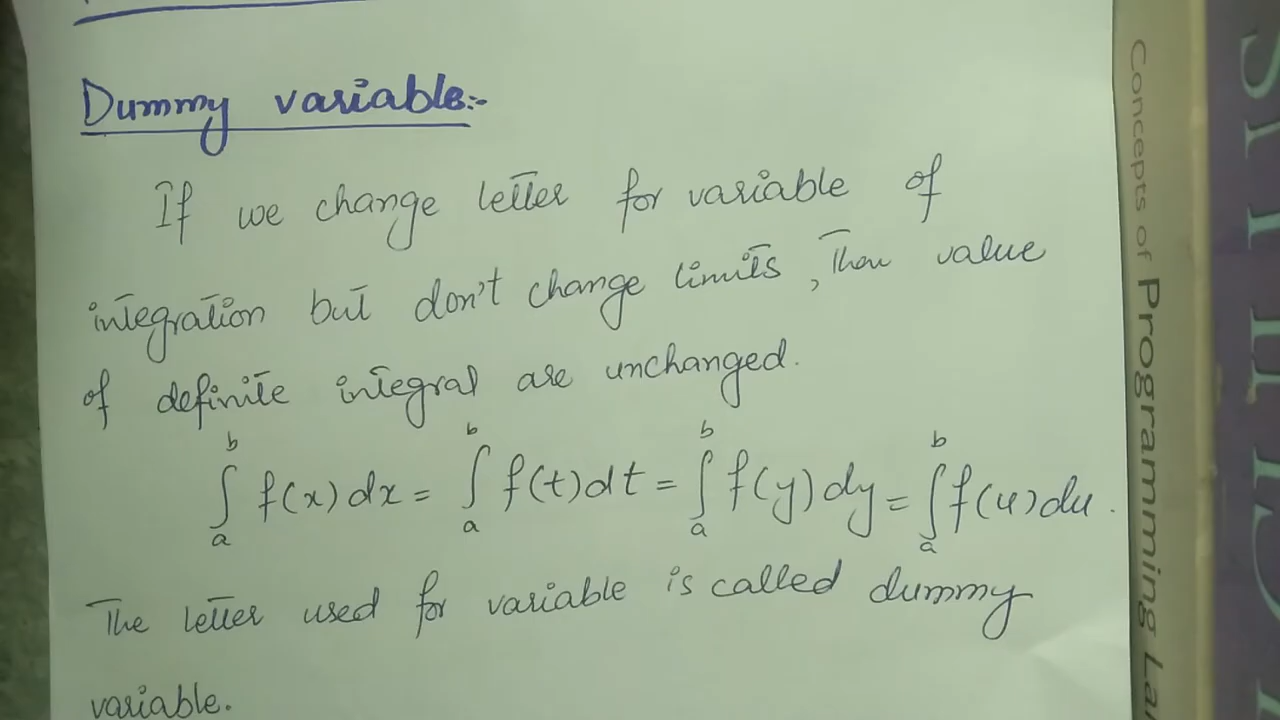 Dummy variable:-
If we change letter for variable of
integration but don't change limits, Then value
of definite integral are unchanged.
∫_a^b f(x)dx = ∫_a^b f(t)dt = ∫_a^b f(y)dy = ∫_a^b f(u)du.
The letter used for variable is called dummy
variable.
Concepts of Programming Lan